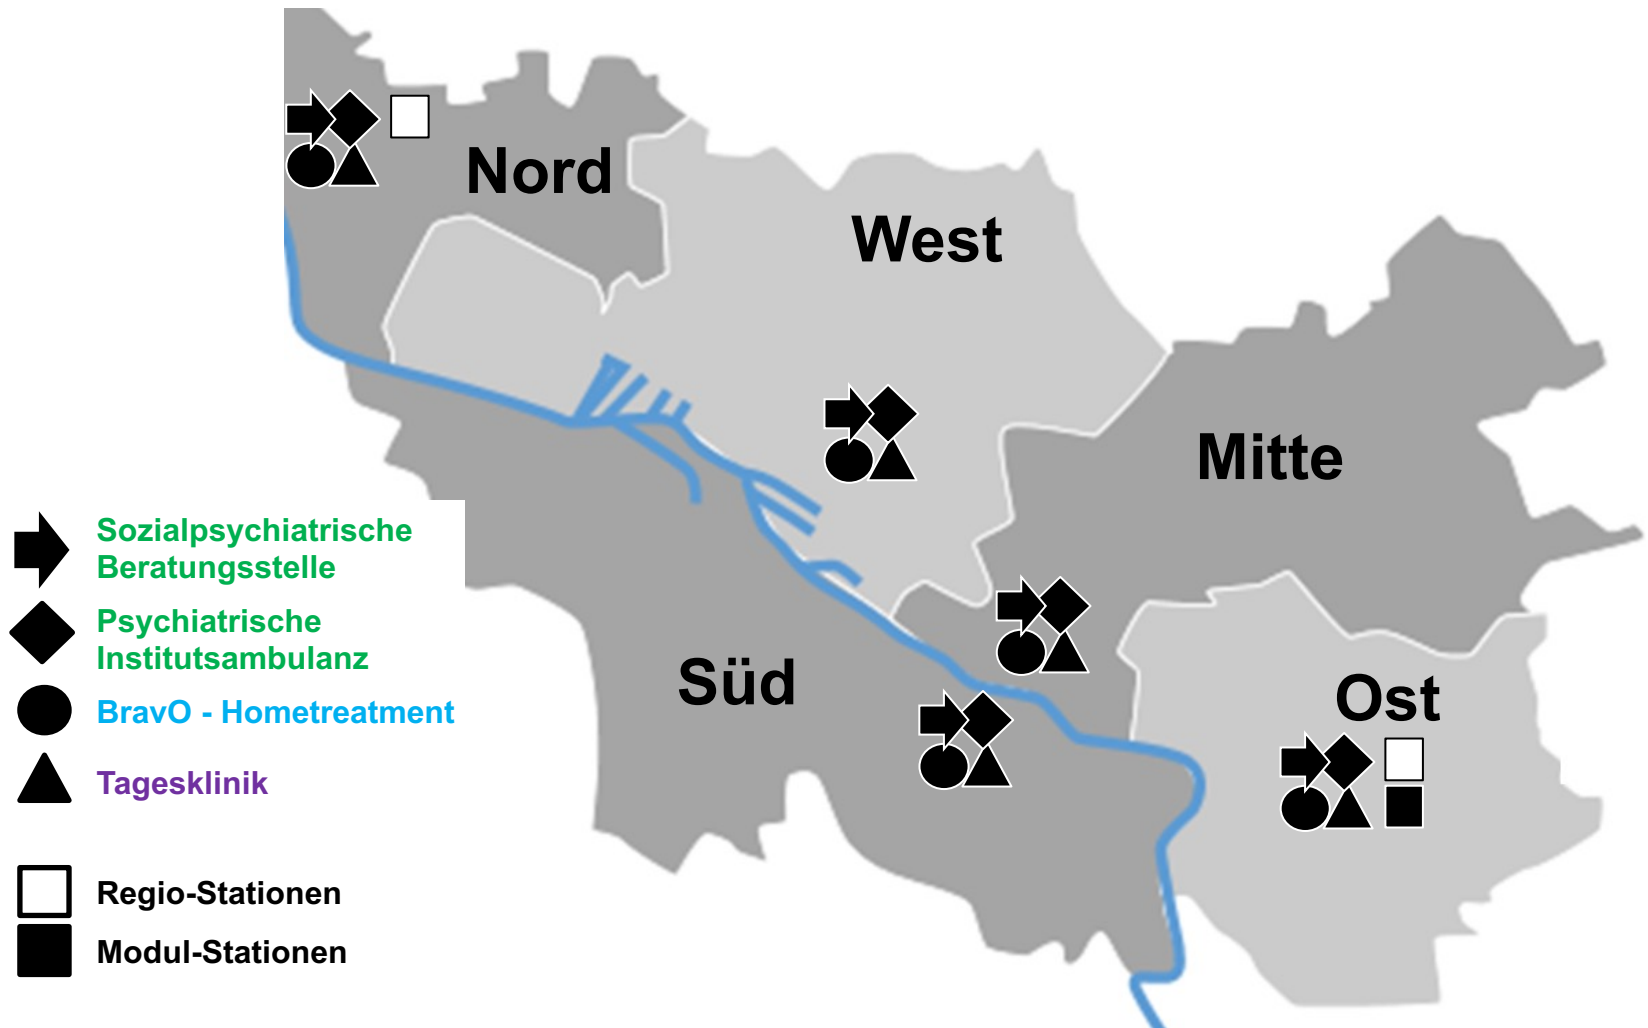 Nord
West
Mitte
Süd
Ost
Sozialpsychiatrische
Beratungsstelle
Psychiatrische
Institutsambulanz
BravO - Hometreatment
Tagesklinik
Regio-Stationen
Modul-Stationen